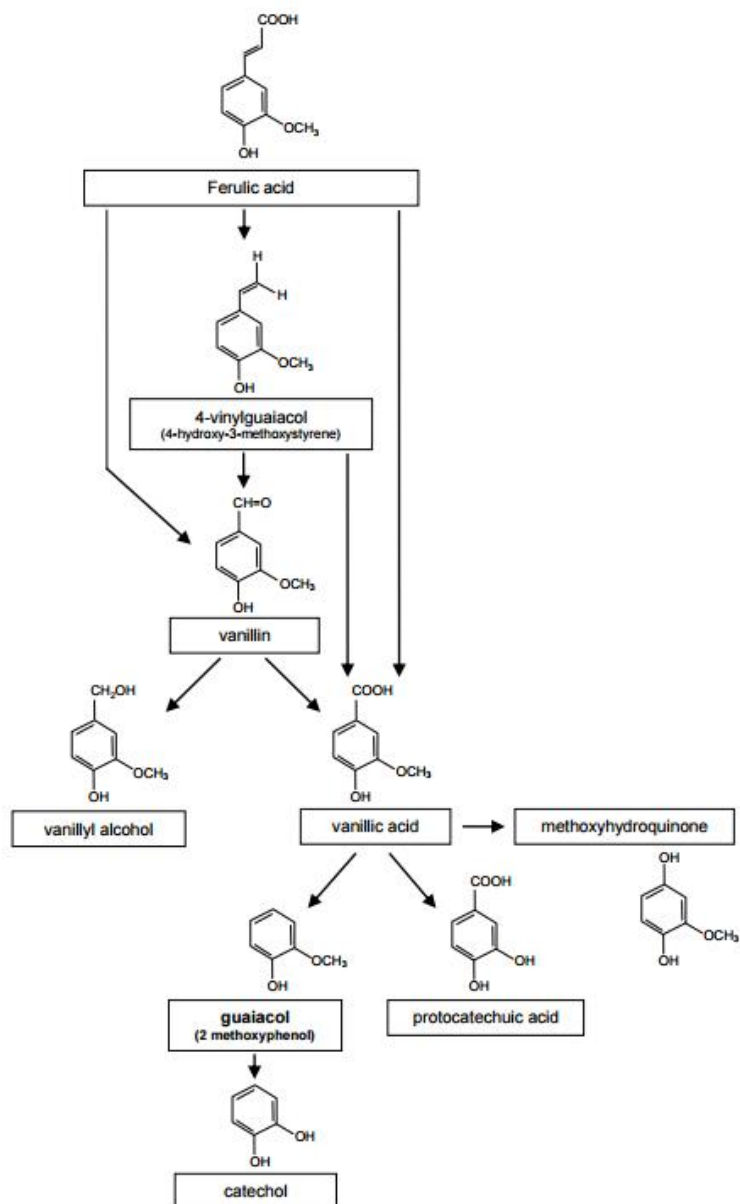 COOH
OCH₃
OH
Ferulic acid
H
H
OCH₃
OH
4-vinylguaiacol
(4-hydroxy-3-methoxystyrene)
CH=O
OCH₃
OH
vanillin
CH₂OH
OCH₃
OH
vanillyl alcohol
COOH
OCH₃
OH
vanillic acid
methoxyhydroquinone
OH
OCH₃
OH
OCH₃
OH
guaiacol
(2 methoxyphenol)
COOH
OH
OH
protocatechuic acid
OH
OH
catechol